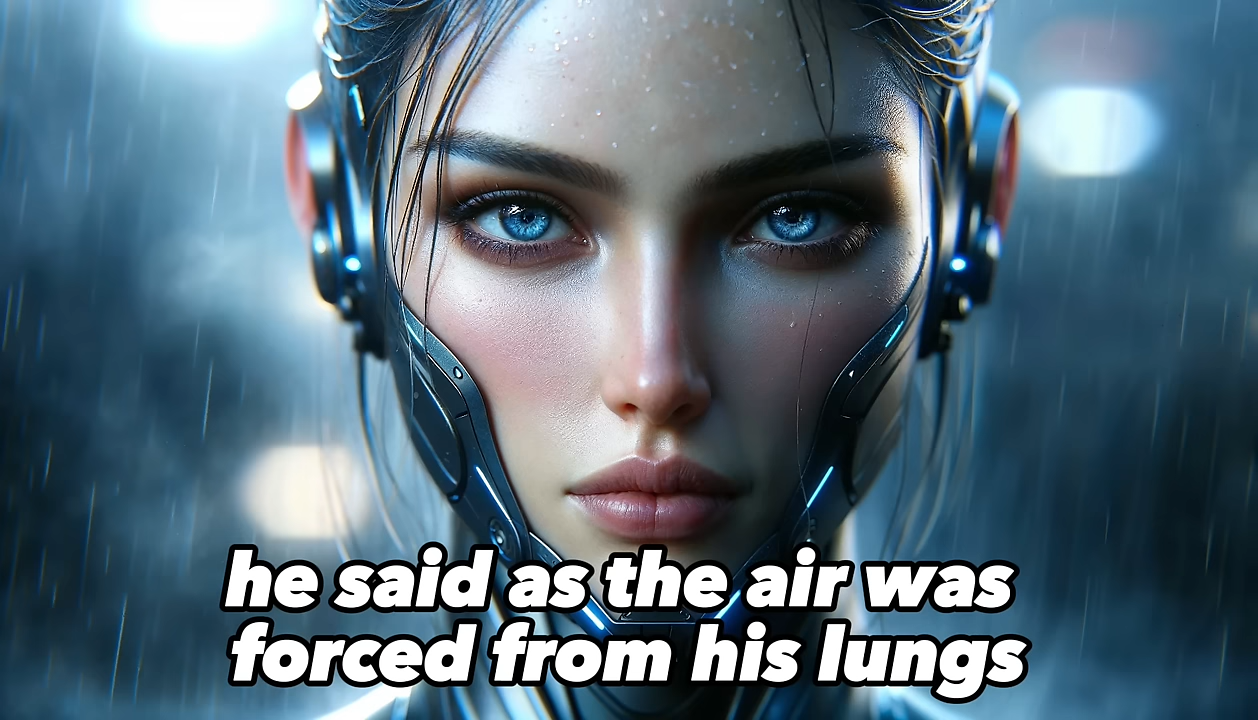 he said as the air was
forced from his lungs